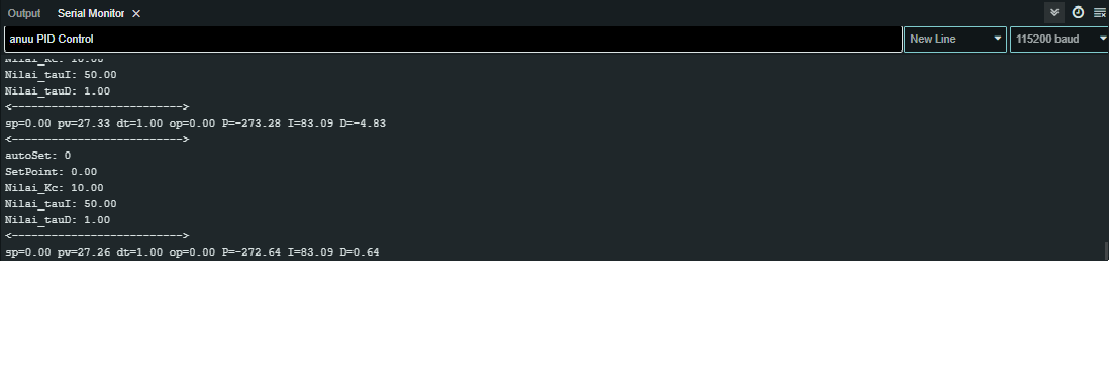 Output Serial Monitor
anuu PID Control New Line 115200 baud
Nilai_Kc: 10.00
Nilai_tauI: 50.00
Nilai_tauD: 1.00
<-------------------------->
sp=0.00 pv=27.33 dt=1.00 op=0.00 P=-273.28 I=83.09 D=-4.83
<-------------------------->
autoSet: 0
SetPoint: 0.00
Nilai_Kc: 10.00
Nilai_tauI: 50.00
Nilai_tauD: 1.00
<-------------------------->
sp=0.00 pv=27.26 dt=1.00 op=0.00 P=-272.64 I=83.09 D=0.64